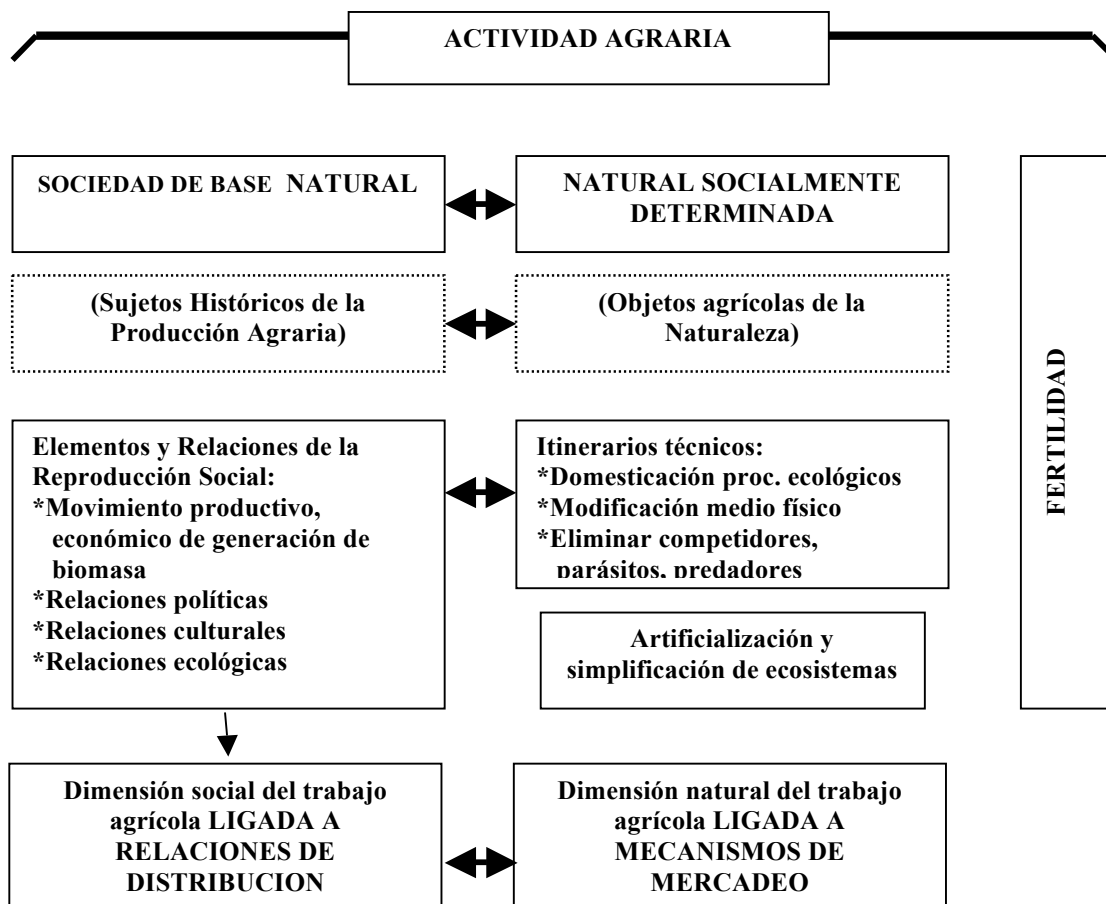 ACTIVIDAD AGRARIA
SOCIEDAD DE BASE NATURAL
NATURAL SOCIALMENTE
DETERMINADA
(Sujetos Históricos de la
Producción Agraria)
(Objetos agrícolas de la
Naturaleza)
Elementos y Relaciones de la
Reproducción Social:
*Movimiento productivo,
económico de generación de
biomasa
*Relaciones políticas
*Relaciones culturales
*Relaciones ecológicas
Itinerarios técnicos:
*Domesticación proc. ecológicos
*Modificación medio físico
*Eliminar competidores,
parásitos, predadores
Artificialización y
simplificación de ecosistemas
FERTILIDAD
Dimensión social del trabajo
agrícola LIGADA A
RELACIONES DE
DISTRIBUCION
Dimensión natural del trabajo
agrícola LIGADA A
MECANISMOS DE
MERCADEO